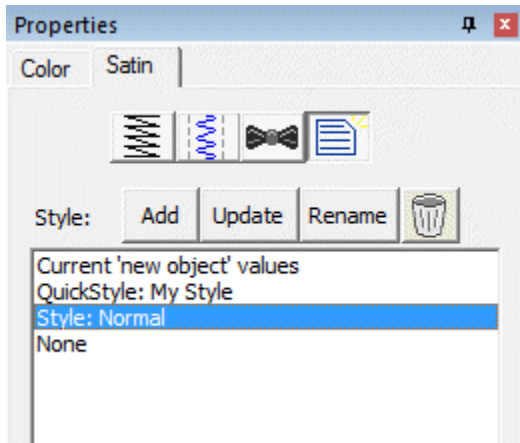 Properties
Color Satin
Style: Add Update Rename
Current 'new object' values
QuickStyle: My Style
Style: Normal
None